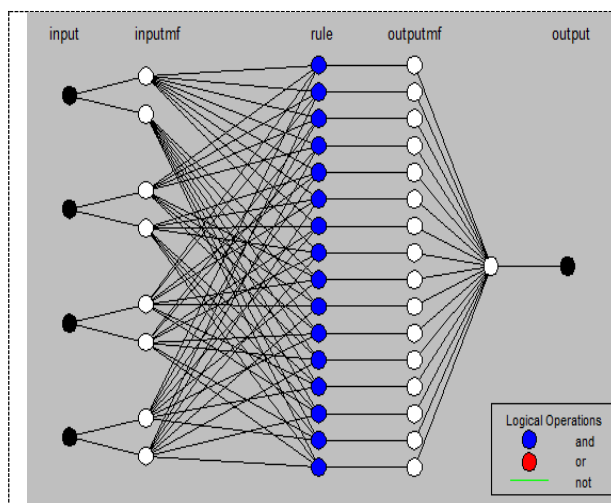 input inputmf rule outputmf output
Logical Operations
and
or
not